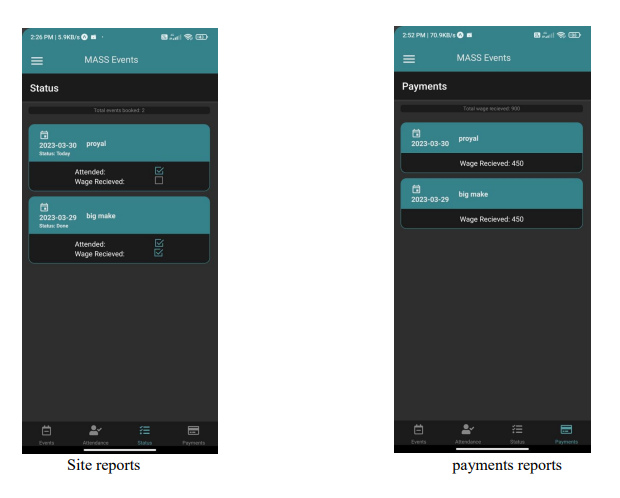 2:26 PM | 5.9KB/s
MASS Events
Status
Total events booked: 2
2023-03-30 proyal
Status: Today
Attended:
Wage Recieved:
2023-03-29 big make
Status: Done
Attended:
Wage Recieved:
Events Attendance Status Payments
Site reports
2:52 PM | 70.9KB/s
MASS Events
Payments
Total wage recieved: 900
2023-03-30 proyal
Wage Recieved: 450
2023-03-29 big make
Wage Recieved: 450
Events Attendance Status Payments
payments reports